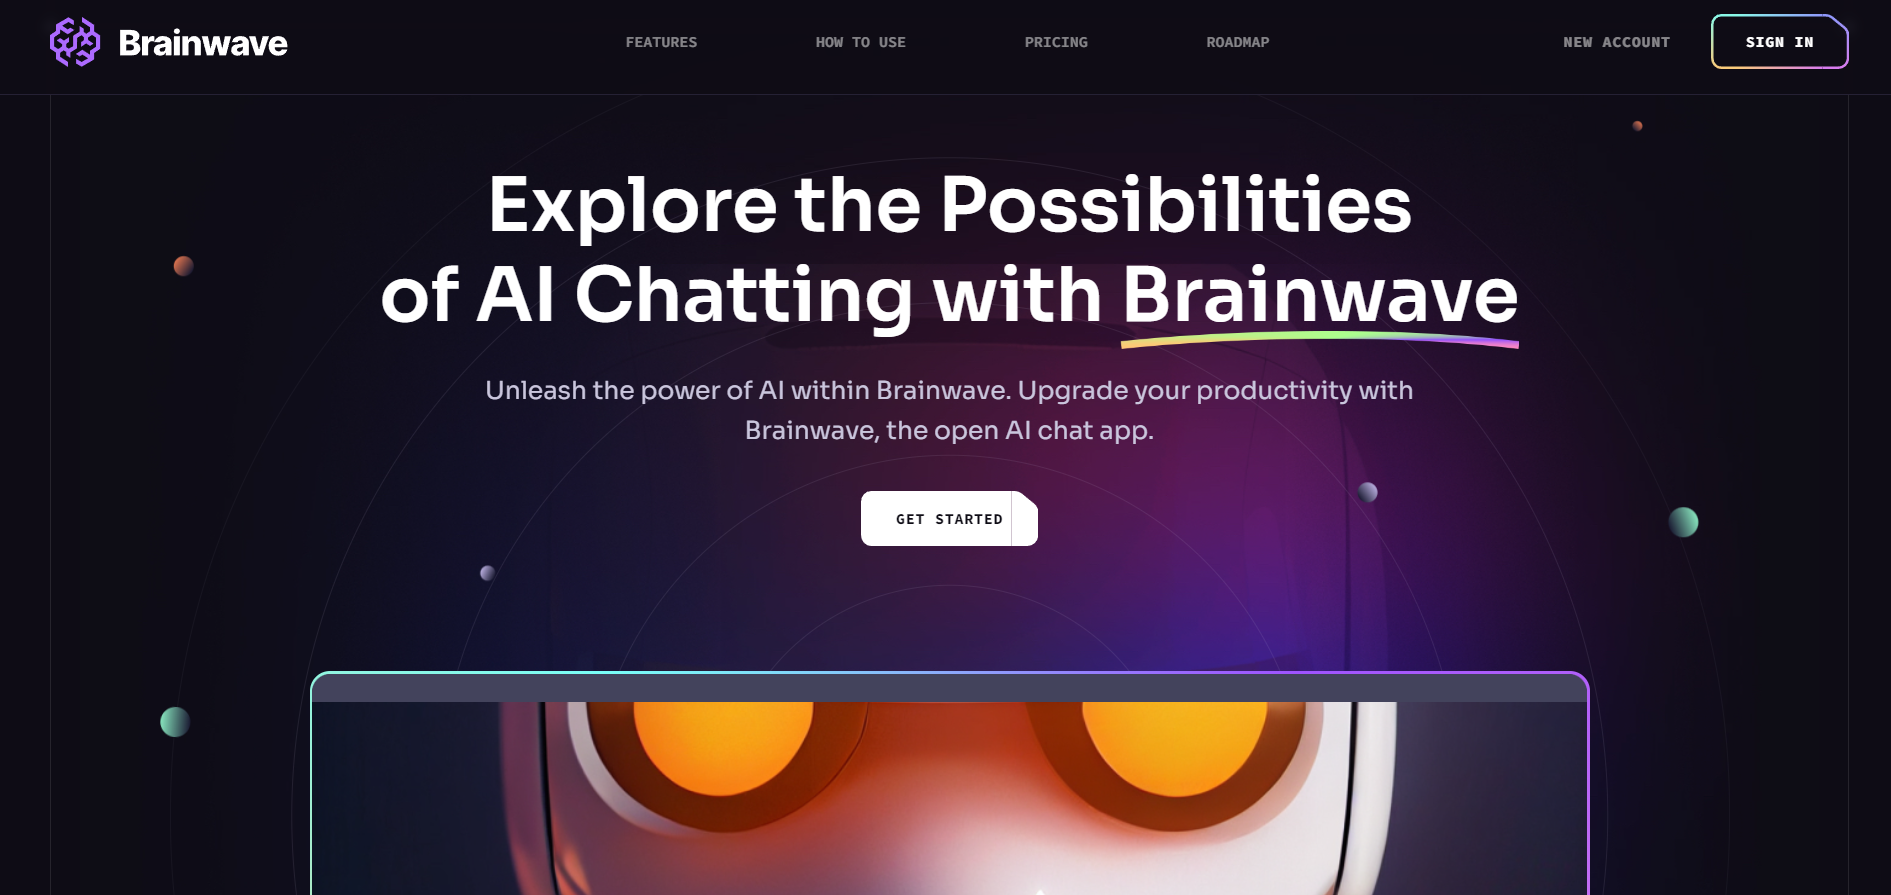 Brainwave
FEATURES
HOW TO USE
PRICING
ROADMAP
NEW ACCOUNT
SIGN IN
Explore the Possibilities
of AI Chatting with Brainwave
Unleash the power of AI within Brainwave. Upgrade your productivity with
Brainwave, the open AI chat app.
GET STARTED